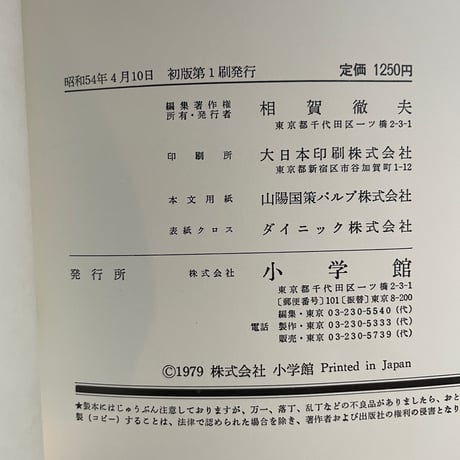 昭和54年4月10日 初版第1刷発行 定価 1250円
編集著作権
所有・発行者 相賀徹夫
東京都千代田区一ツ橋2-3-1
印刷所 大日本印刷株式会社
東京都新宿区市谷加賀町1-12
本文用紙 山陽国策パルプ株式会社
表紙クロス ダイニック株式会社
発行所 株式会社 小学館
東京都千代田区一ツ橋2-3-1
〔郵便番号〕101〔振替〕東京8-200
編集・東京 03-230-5540(代)
電話 製作・東京 03-230-5333(代)
販売・東京 03-230-5739(代)
©1979 株式会社 小学館 Printed in Japan
★製本にはじゅうぶん注意しておりますが、万一、落丁、乱丁などの不良品がありましたら、おと
製(コピー)することは、法律で認められた場合を除き、著作者および出版社の権利の侵害となり